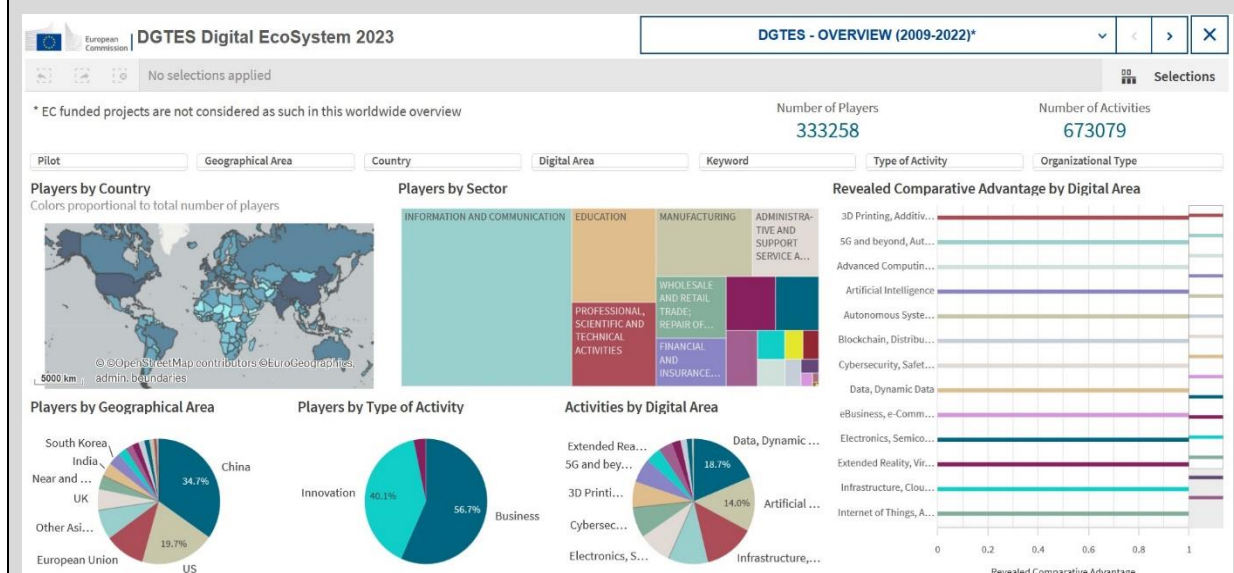 European
Commission
DGTES Digital EcoSystem 2023
DGTES - OVERVIEW (2009-2022)*
No selections applied
Selections
* EC funded projects are not considered as such in this worldwide overview
Number of Players
333258
Number of Activities
673079
Pilot
Geographical Area
Country
Digital Area
Keyword
Type of Activity
Organizational Type
Players by Country
Colors proportional to total number of players
© ©OpenStreetMap contributors ©EuroGeographics,
admin. boundaries
5000 km
Players by Sector
INFORMATION AND COMMUNICATION
EDUCATION
PROFESSIONAL,
SCIENTIFIC AND
TECHNICAL
ACTIVITIES
MANUFACTURING
ADMINISTRA-
TIVE AND
SUPPORT
SERVICE A...
WHOLESALE
AND RETAIL
TRADE;
REPAIR OF...
FINANCIAL
AND
INSURANCE...
Revealed Comparative Advantage by Digital Area
3D Printing, Additiv...
5G and beyond, Aut...
Advanced Computin...
Artificial Intelligence
Autonomous Syste...
Blockchain, Distribu...
Cybersecurity, Safet...
Data, Dynamic Data
eBusiness, e-Comm...
Electronics, Semico...
Extended Reality, Vir...
Infrastructure, Clou...
Internet of Things, A...
0 0.2 0.4 0.6 0.8 1
Revealed Comparative Advantage
Players by Geographical Area
South Korea
India
Near and ...
UK
Other Asi...
European Union
US
China
34.7%
19.7%
Players by Type of Activity
Innovation
40.1%
56.7%
Business
Activities by Digital Area
Extended Rea...
5G and bey...
3D Printi...
Cybersec...
Electronics, S...
Data, Dynamic ...
18.7%
14.0%
Artificial ...
Infrastructure,...